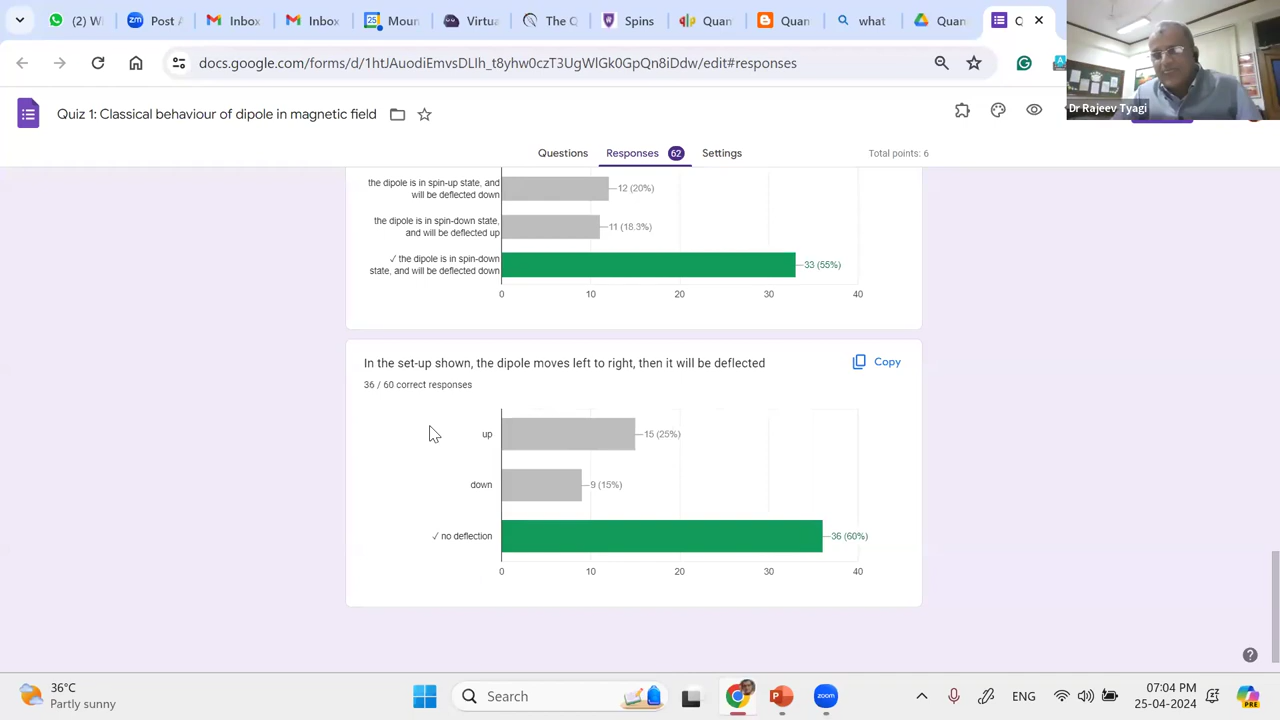 (2) W
Post A
Inbox
Inbox
25
Moun
Virtu
The Q
Spins
Quan
Quan
what
Quan
Q
docs.google.com/forms/d/1htJAuodiEmvsDLIh_t8yhw0czT3UgWlGk0GpQn8iDdw/edit#responses
Dr Rajeev Tyagi
Quiz 1: Classical behaviour of dipole in magnetic field
Questions
Responses 62
Settings
Total points: 6
the dipole is in spin-up state, and
will be deflected down
12 (20%)
the dipole is in spin-down state,
and will be deflected up
11 (18.3%)
✓ the dipole is in spin-down
state, and will be deflected down
33 (55%)
0 10 20 30 40
In the set-up shown, the dipole moves left to right, then it will be deflected
Copy
36 / 60 correct responses
up
15 (25%)
down
9 (15%)
✓ no deflection
36 (60%)
0 10 20 30 40
36°C
Partly sunny
Search
zoom
ENG
07:04 PM
25-04-2024
PRE